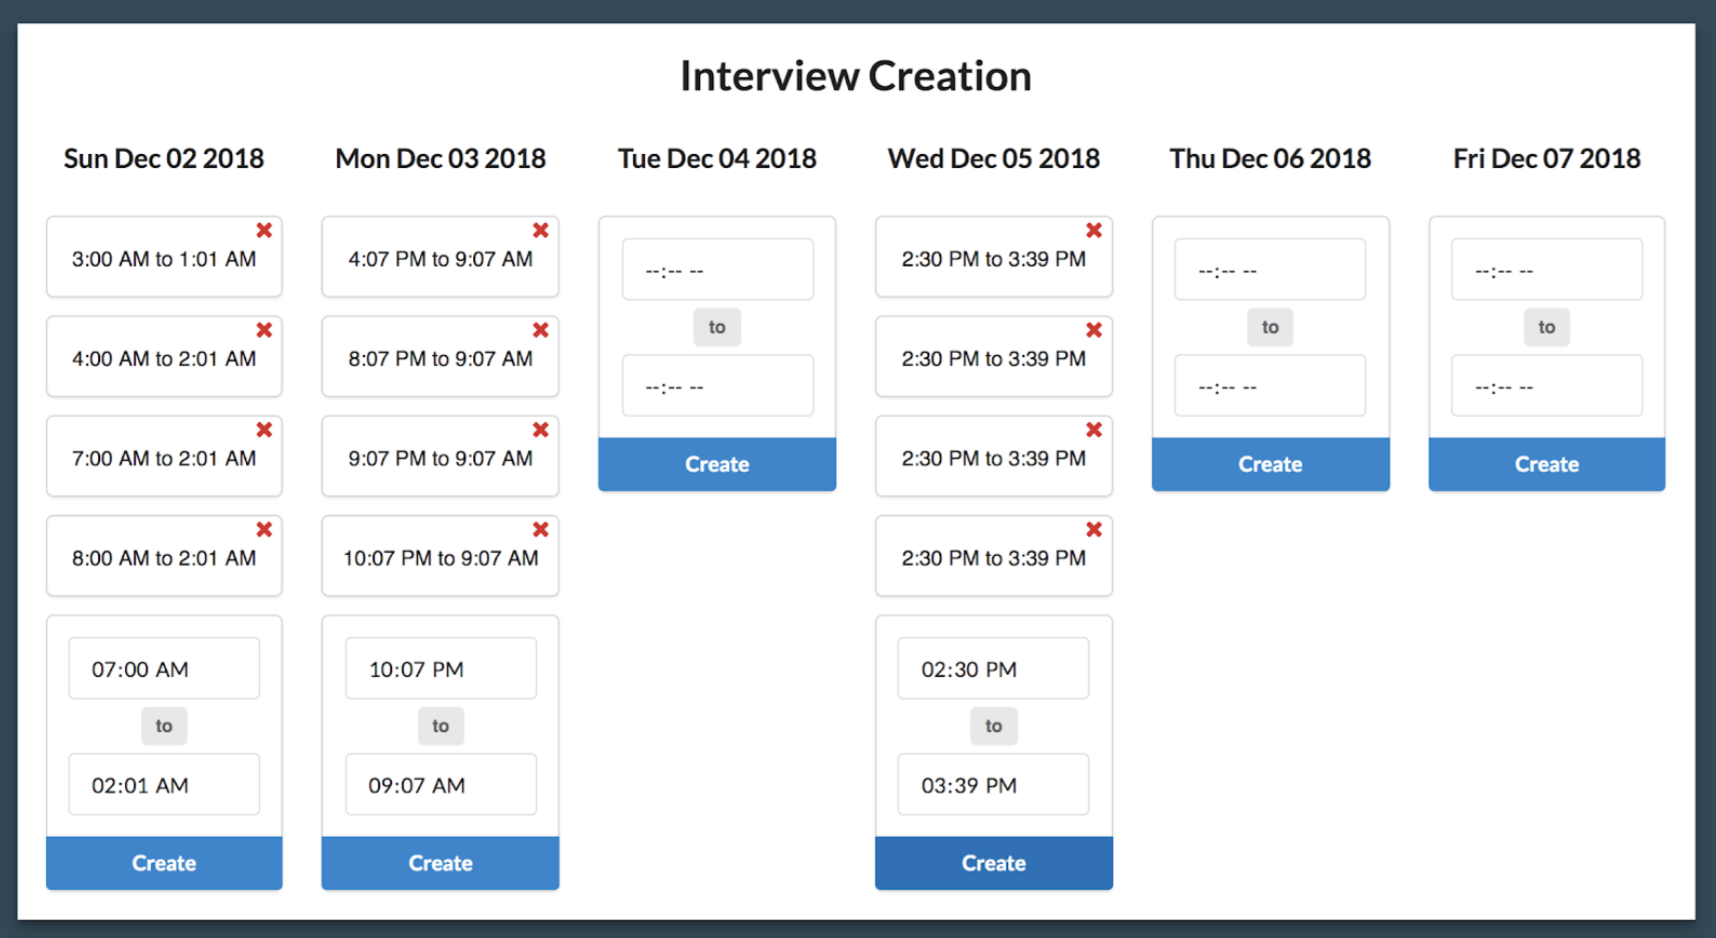 Interview Creation
Sun Dec 02 2018
3:00 AM to 1:01 AM
4:00 AM to 2:01 AM
7:00 AM to 2:01 AM
8:00 AM to 2:01 AM
07:00 AM
to
02:01 AM
Create
Mon Dec 03 2018
4:07 PM to 9:07 AM
8:07 PM to 9:07 AM
9:07 PM to 9:07 AM
10:07 PM to 9:07 AM
10:07 PM
to
09:07 AM
Create
Tue Dec 04 2018
--:-- --
to
--:-- --
Create
Wed Dec 05 2018
2:30 PM to 3:39 PM
2:30 PM to 3:39 PM
2:30 PM to 3:39 PM
2:30 PM to 3:39 PM
02:30 PM
to
03:39 PM
Create
Thu Dec 06 2018
--:-- --
to
--:-- --
Create
Fri Dec 07 2018
--:-- --
to
--:-- --
Create